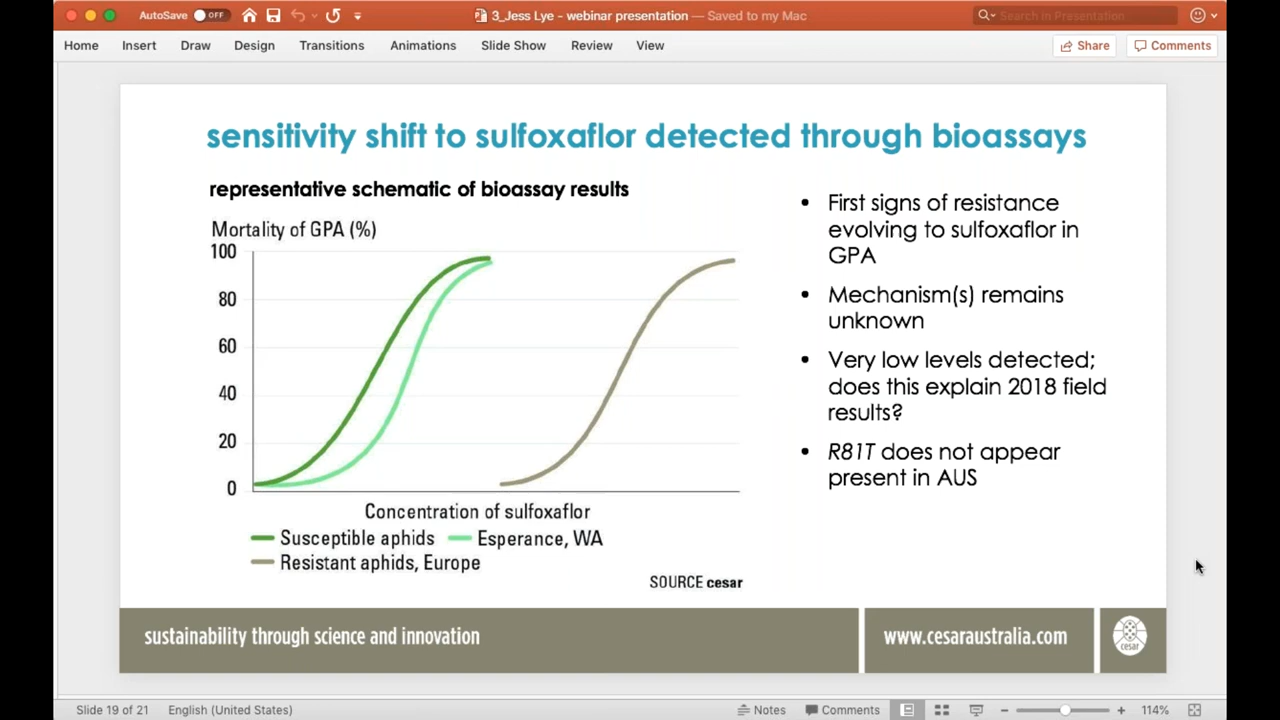 AutoSave OFF
3_Jess Lye - webinar presentation — Saved to my Mac
Search in Presentation
Home Insert Draw Design Transitions Animations Slide Show Review View
Share Comments
sensitivity shift to sulfoxaflor detected through bioassays
representative schematic of bioassay results
Mortality of GPA (%)
100
80
60
40
20
0
Concentration of sulfoxaflor
Susceptible aphids Esperance, WA
Resistant aphids, Europe
SOURCE cesar
• First signs of resistance
evolving to sulfoxaflor in
GPA
• Mechanism(s) remains
unknown
• Very low levels detected;
does this explain 2018 field
results?
• R81T does not appear
present in AUS
sustainability through science and innovation
www.cesaraustralia.com
cesar
Slide 19 of 21 English (United States)
Notes Comments 114%